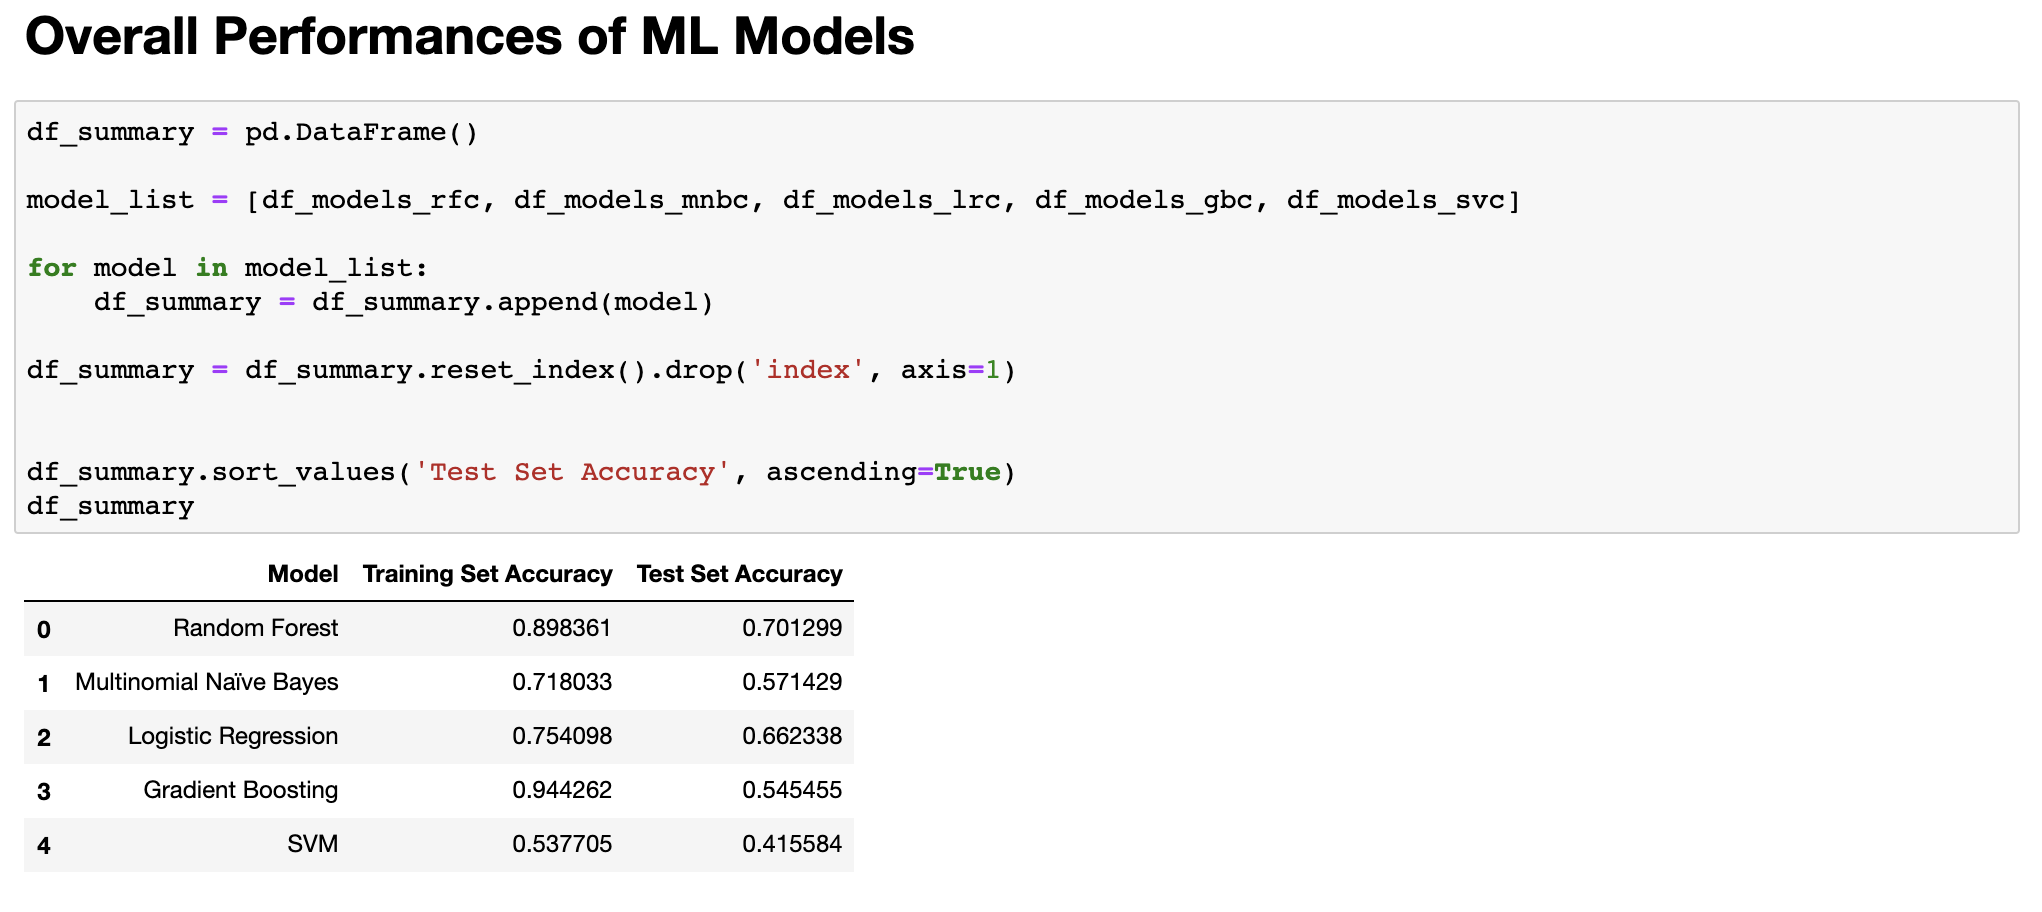 Overall Performances of ML Models
df_summary = pd.DataFrame()
model_list = [df_models_rfc, df_models_mnbc, df_models_lrc, df_models_gbc, df_models_svc]
for model in model_list:
    df_summary = df_summary.append(model)
df_summary = df_summary.reset_index().drop('index', axis=1)
df_summary.sort_values('Test Set Accuracy', ascending=True)
df_summary
Model Training Set Accuracy Test Set Accuracy
0 Random Forest 0.898361 0.701299
1 Multinomial Naïve Bayes 0.718033 0.571429
2 Logistic Regression 0.754098 0.662338
3 Gradient Boosting 0.944262 0.545455
4 SVM 0.537705 0.415584